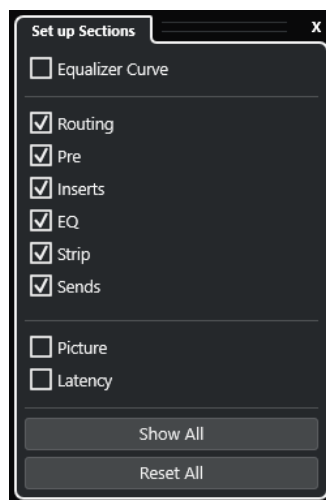 Set up Sections
X
Equalizer Curve
Routing
Pre
Inserts
EQ
Strip
Sends
Picture
Latency
Show All
Reset All